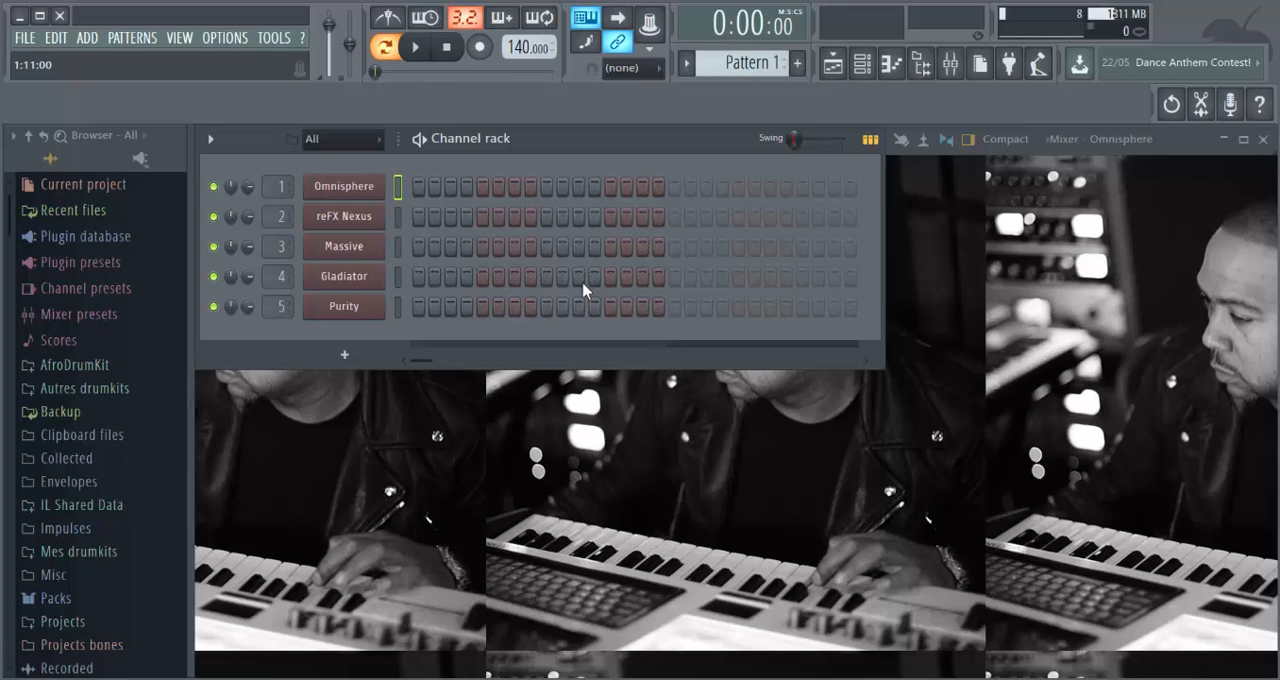 FILE EDIT ADD PATTERNS VIEW OPTIONS TOOLS ?
1:11:00
3.2.
140.000
(none)
0:00:00 M:S:CS
Pattern 1
8
1311 MB
0
22/05 Dance Anthem Contest!
Browser - All
Current project
Recent files
Plugin database
Plugin presets
Channel presets
Mixer presets
Scores
AfroDrumKit
Autres drumkits
Backup
Clipboard files
Collected
Envelopes
IL Shared Data
Impulses
Mes drumkits
Misc
Packs
Projects
Projects bones
Recorded
All
Channel rack
Swing
1 Omnisphere
2 reFX Nexus
3 Massive
4 Gladiator
5 Purity
+
Compact
Mixer - Omnisphere